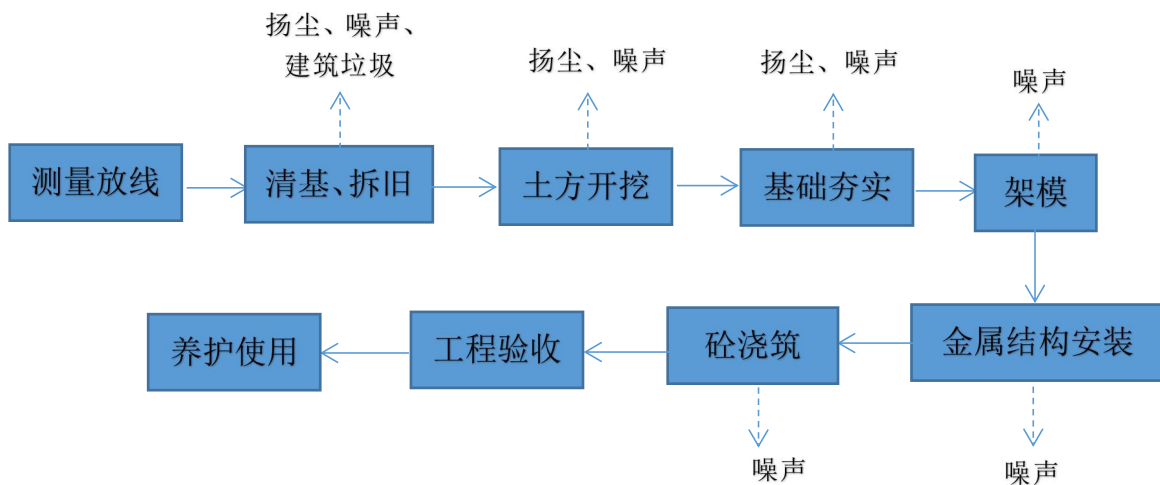 扬尘、噪声、
建筑垃圾
扬尘、噪声
扬尘、噪声
噪声
测量放线
清基、拆旧
土方开挖
基础夯实
架模
养护使用
工程验收
砼浇筑
金属结构安装
噪声
噪声